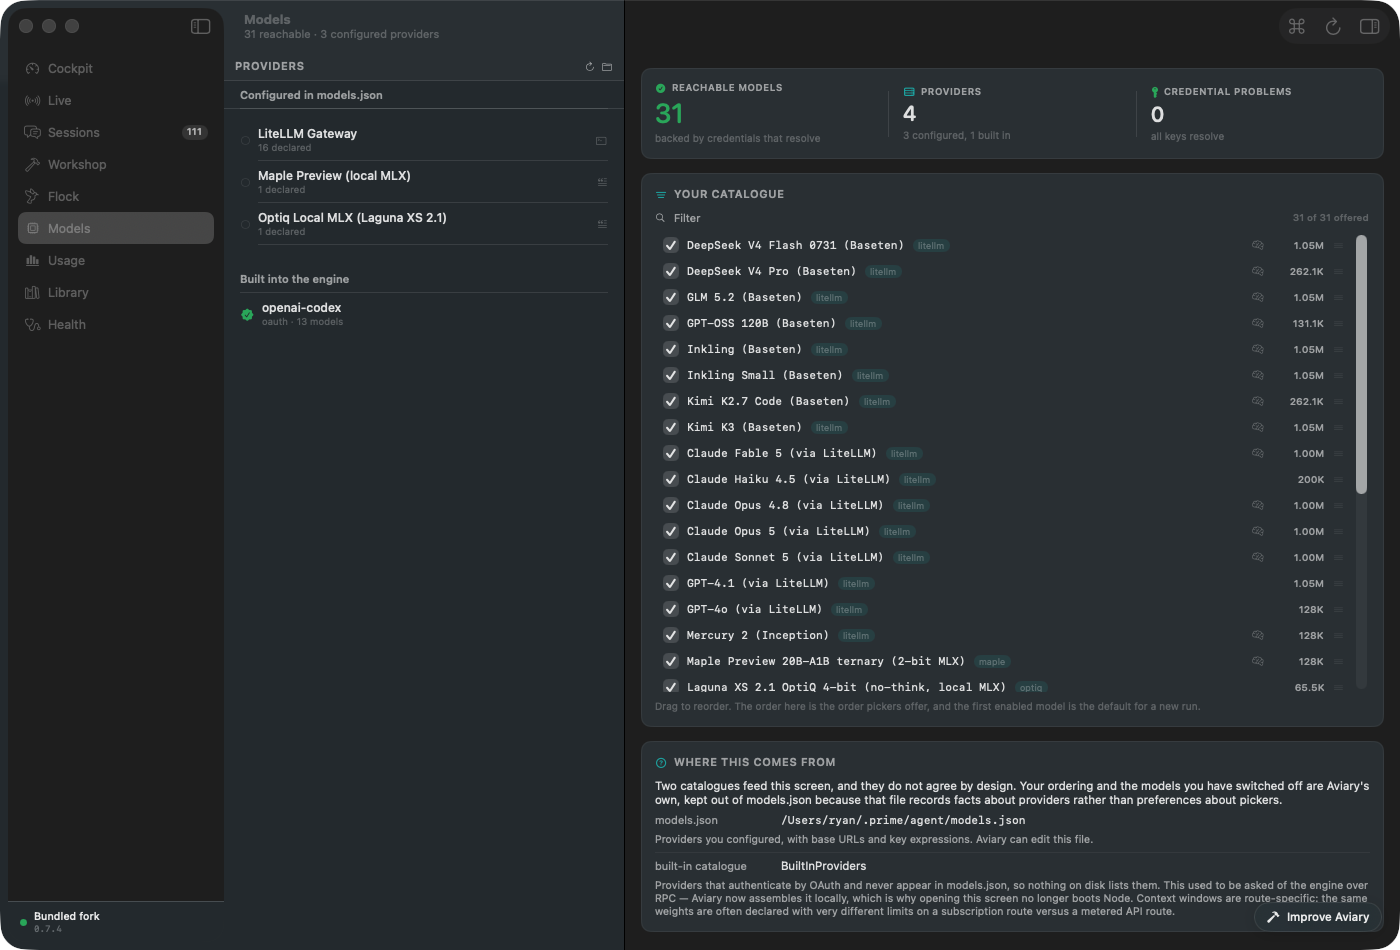 Cockpit
Live
Sessions 111
Workshop
Flock
Models
Usage
Library
Health
Bundled fork
0.7.4
Models
31 reachable · 3 configured providers
PROVIDERS
Configured in models.json
LiteLLM Gateway
16 declared
Maple Preview (local MLX)
1 declared
Optiq Local MLX (Laguna XS 2.1)
1 declared
Built into the engine
openai-codex
oauth · 13 models
REACHABLE MODELS
31
backed by credentials that resolve
PROVIDERS
4
3 configured, 1 built in
CREDENTIAL PROBLEMS
0
all keys resolve
YOUR CATALOGUE
Filter 31 of 31 offered
DeepSeek V4 Flash 0731 (Baseten) litellm 1.05M
DeepSeek V4 Pro (Baseten) litellm 262.1K
GLM 5.2 (Baseten) litellm 1.05M
GPT-OSS 120B (Baseten) litellm 131.1K
Inkling (Baseten) litellm 1.05M
Inkling Small (Baseten) litellm 1.05M
Kimi K2.7 Code (Baseten) litellm 262.1K
Kimi K3 (Baseten) litellm 1.05M
Claude Fable 5 (via LiteLLM) litellm 1.00M
Claude Haiku 4.5 (via LiteLLM) litellm 200K
Claude Opus 4.8 (via LiteLLM) litellm 1.00M
Claude Opus 5 (via LiteLLM) litellm 1.00M
Claude Sonnet 5 (via LiteLLM) litellm 1.00M
GPT-4.1 (via LiteLLM) litellm 1.05M
GPT-4o (via LiteLLM) litellm 128K
Mercury 2 (Inception) litellm 128K
Maple Preview 20B-A1B ternary (2-bit MLX) maple 128K
Laguna XS 2.1 OptiQ 4-bit (no-think, local MLX) optiq 65.5K
Drag to reorder. The order here is the order pickers offer, and the first enabled model is the default for a new run.
WHERE THIS COMES FROM
Two catalogues feed this screen, and they do not agree by design. Your ordering and the models you have switched off are Aviary's
own, kept out of models.json because that file records facts about providers rather than preferences about pickers.
models.json /Users/ryan/.prime/agent/models.json
Providers you configured, with base URLs and key expressions. Aviary can edit this file.
built-in catalogue BuiltInProviders
Providers that authenticate by OAuth and never appear in models.json, so nothing on disk lists them. This used to be asked of the engine over
RPC — Aviary now assembles it locally, which is why opening this screen no longer boots Node. Context windows are route-specific: the same
weights are often declared with very different limits on a subscription route versus a metered API route.
Improve Aviary